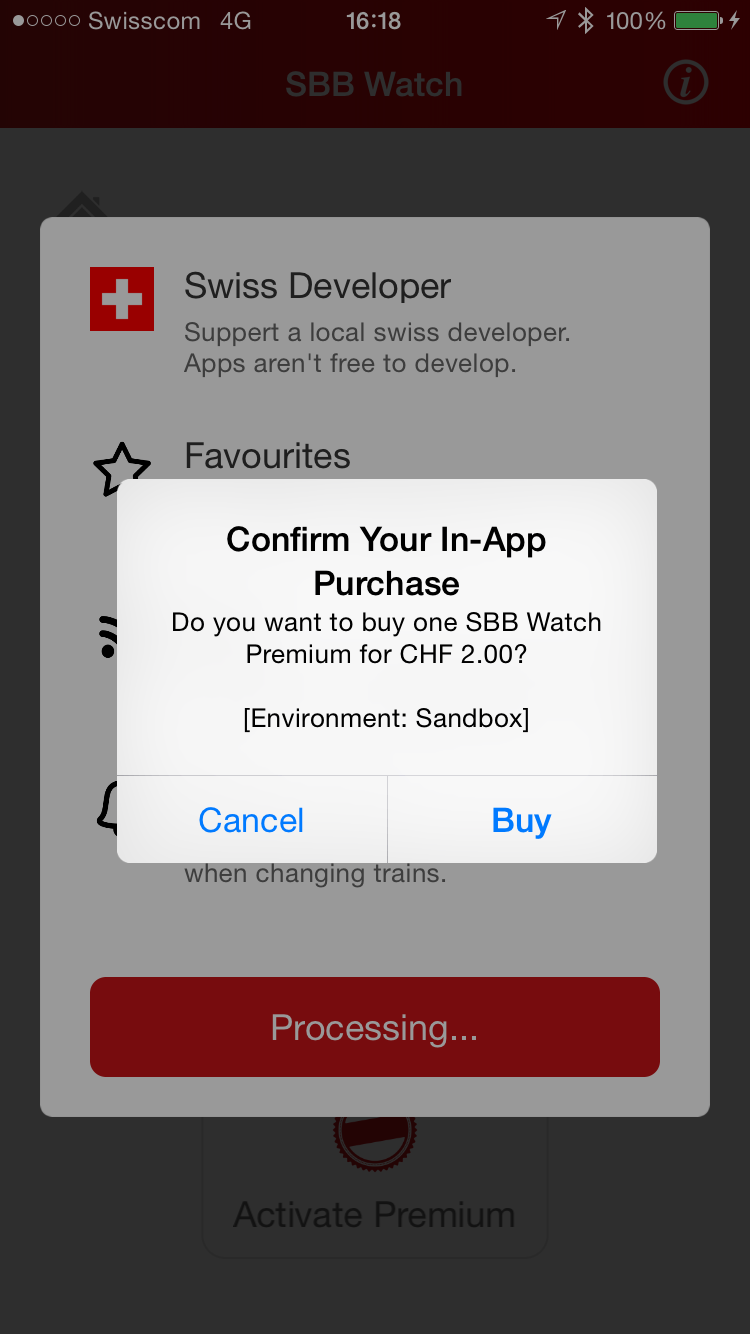 Swisscom 4G 16:18 100%
SBB Watch
Swiss Developer
Suppert a local swiss developer.
Apps aren't free to develop.
Favourites
Confirm Your In-App
Purchase
Do you want to buy one SBB Watch
Premium for CHF 2.00?
[Environment: Sandbox]
Cancel Buy
when changing trains.
Processing...
Activate Premium